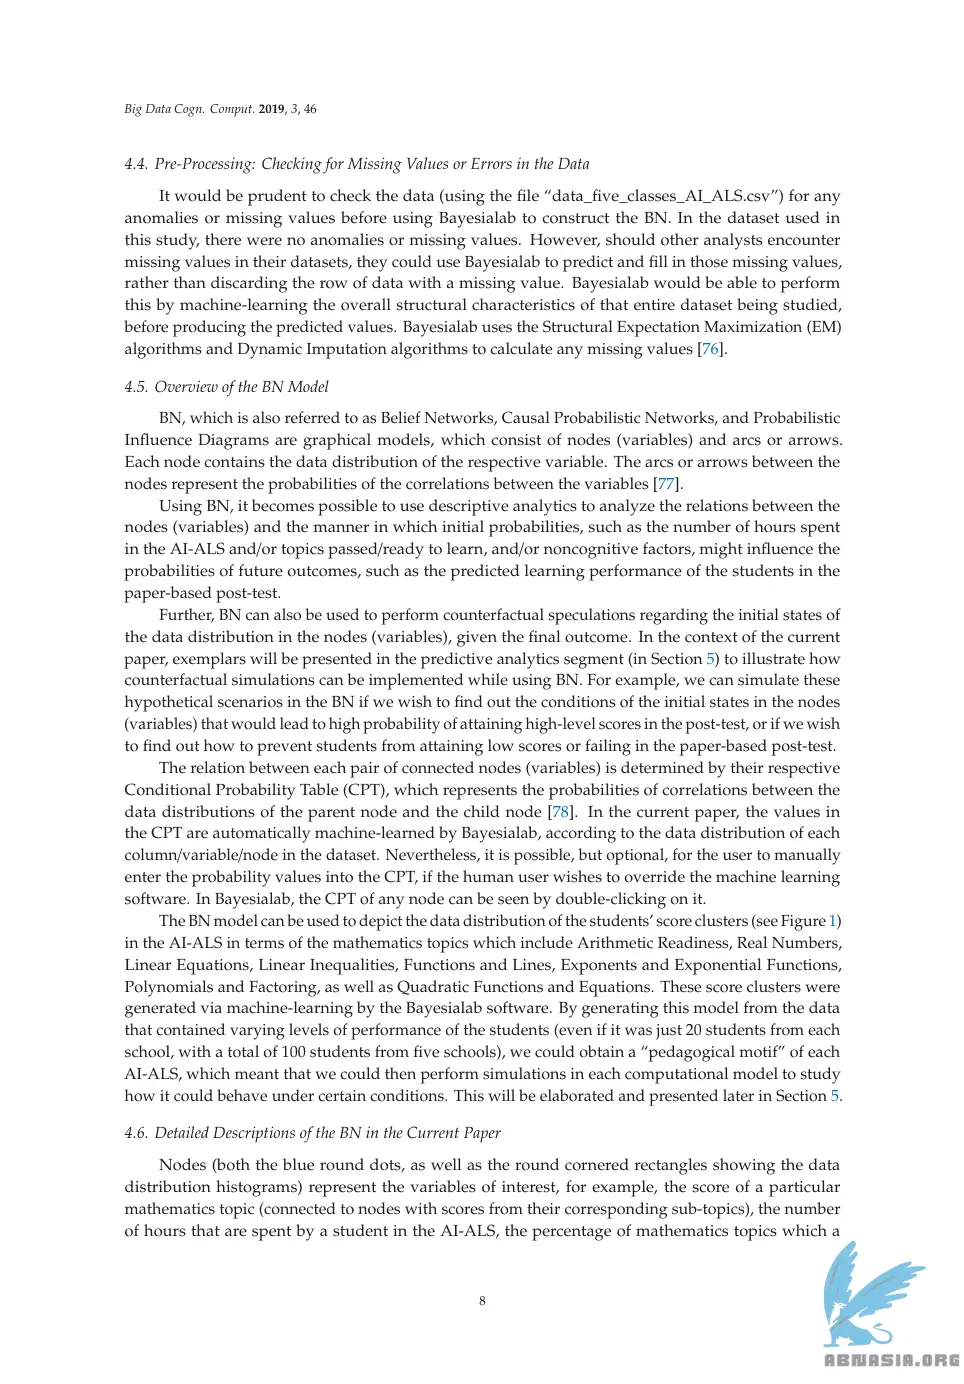 Big Data Cogn. Comput. 2019, 3, 46
4.4. Pre-Processing: Checking for Missing Values or Errors in the Data
It would be prudent to check the data (using the file “data_five_classes_AI_ALS.csv”) for any
anomalies or missing values before using Bayesialab to construct the BN. In the dataset used in
this study, there were no anomalies or missing values. However, should other analysts encounter
missing values in their datasets, they could use Bayesialab to predict and fill in those missing values,
rather than discarding the row of data with a missing value. Bayesialab would be able to perform
this by machine-learning the overall structural characteristics of that entire dataset being studied,
before producing the predicted values. Bayesialab uses the Structural Expectation Maximization (EM)
algorithms and Dynamic Imputation algorithms to calculate any missing values [76].
4.5. Overview of the BN Model
BN, which is also referred to as Belief Networks, Causal Probabilistic Networks, and Probabilistic
Influence Diagrams are graphical models, which consist of nodes (variables) and arcs or arrows.
Each node contains the data distribution of the respective variable. The arcs or arrows between the
nodes represent the probabilities of the correlations between the variables [77].
Using BN, it becomes possible to use descriptive analytics to analyze the relations between the
nodes (variables) and the manner in which initial probabilities, such as the number of hours spent
in the AI-ALS and/or topics passed/ready to learn, and/or noncognitive factors, might influence the
probabilities of future outcomes, such as the predicted learning performance of the students in the
paper-based post-test.
Further, BN can also be used to perform counterfactual speculations regarding the initial states of
the data distribution in the nodes (variables), given the final outcome. In the context of the current
paper, exemplars will be presented in the predictive analytics segment (in Section 5) to illustrate how
counterfactual simulations can be implemented while using BN. For example, we can simulate these
hypothetical scenarios in the BN if we wish to find out the conditions of the initial states in the nodes
(variables) that would lead to high probability of attaining high-level scores in the post-test, or if we wish
to find out how to prevent students from attaining low scores or failing in the paper-based post-test.
The relation between each pair of connected nodes (variables) is determined by their respective
Conditional Probability Table (CPT), which represents the probabilities of correlations between the
data distributions of the parent node and the child node [78]. In the current paper, the values in
the CPT are automatically machine-learned by Bayesialab, according to the data distribution of each
column/variable/node in the dataset. Nevertheless, it is possible, but optional, for the user to manually
enter the probability values into the CPT, if the human user wishes to override the machine learning
software. In Bayesialab, the CPT of any node can be seen by double-clicking on it.
The BN model can be used to depict the data distribution of the students’ score clusters (see Figure 1)
in the AI-ALS in terms of the mathematics topics which include Arithmetic Readiness, Real Numbers,
Linear Equations, Linear Inequalities, Functions and Lines, Exponents and Exponential Functions,
Polynomials and Factoring, as well as Quadratic Functions and Equations. These score clusters were
generated via machine-learning by the Bayesialab software. By generating this model from the data
that contained varying levels of performance of the students (even if it was just 20 students from each
school, with a total of 100 students from five schools), we could obtain a “pedagogical motif” of each
AI-ALS, which meant that we could then perform simulations in each computational model to study
how it could behave under certain conditions. This will be elaborated and presented later in Section 5.
4.6. Detailed Descriptions of the BN in the Current Paper
Nodes (both the blue round dots, as well as the round cornered rectangles showing the data
distribution histograms) represent the variables of interest, for example, the score of a particular
mathematics topic (connected to nodes with scores from their corresponding sub-topics), the number
of hours that are spent by a student in the AI-ALS, the percentage of mathematics topics which a
8
ABNASIA.ORG